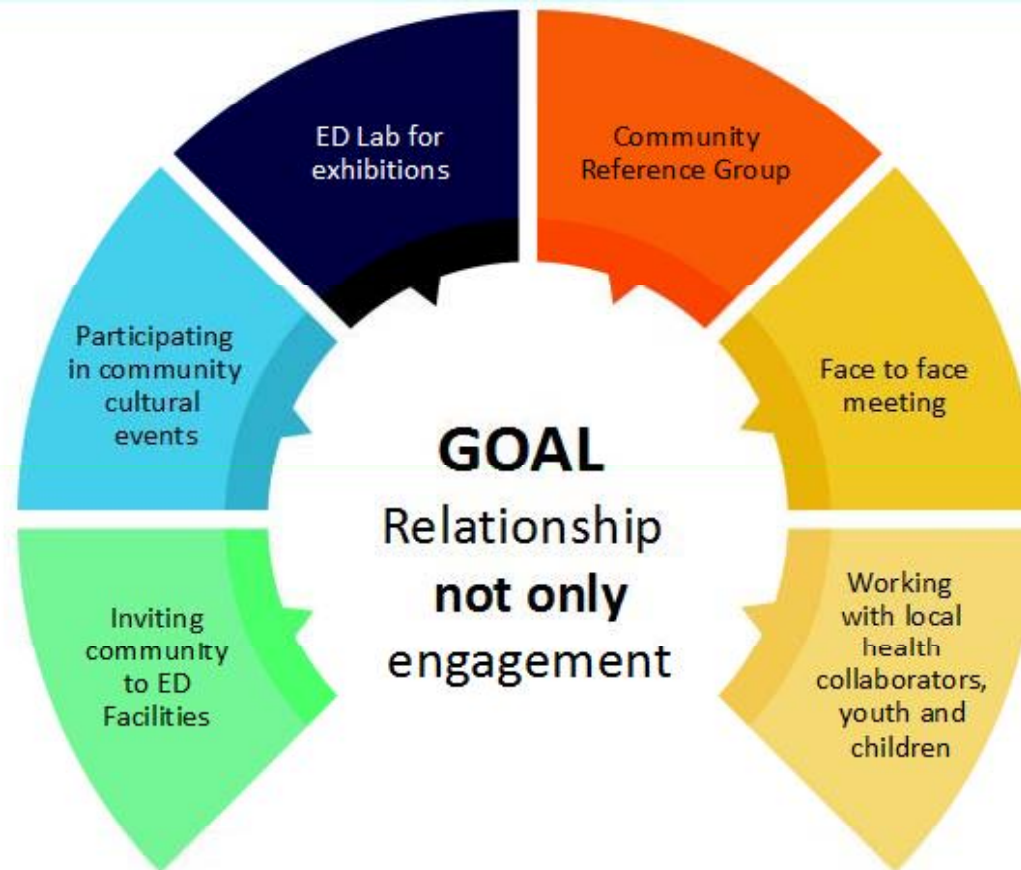 ED Lab for
exhibitions
Community
Reference Group
Participating
in community
cultural
events
Face to face
meeting
GOAL
Relationship
not only
engagement
Inviting
community
to ED
Facilities
Working
with local
health
collaborators,
youth and
children